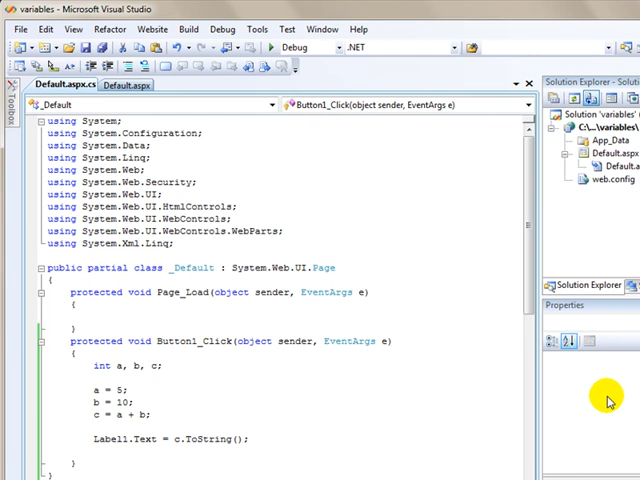 variables - Microsoft Visual Studio
File Edit View Refactor Website Build Debug Tools Test Window Help
Debug .NET
Default.aspx.cs Default.aspx
Toolbox
_Default Button1_Click(object sender, EventArgs e)
using System;
using System.Configuration;
using System.Data;
using System.Linq;
using System.Web;
using System.Web.Security;
using System.Web.UI;
using System.Web.UI.HtmlControls;
using System.Web.UI.WebControls;
using System.Web.UI.WebControls.WebParts;
using System.Xml.Linq;
public partial class _Default : System.Web.UI.Page
{
protected void Page_Load(object sender, EventArgs e)
{
}
protected void Button1_Click(object sender, EventArgs e)
{
int a, b, c;
a = 5;
b = 10;
c = a + b;
Label1.Text = c.ToString();
}
}
Solution Explorer
Solution 'variables'
C:\...\variables\
App_Data
Default.aspx
Default.a
web.config
Solution Explorer
Properties